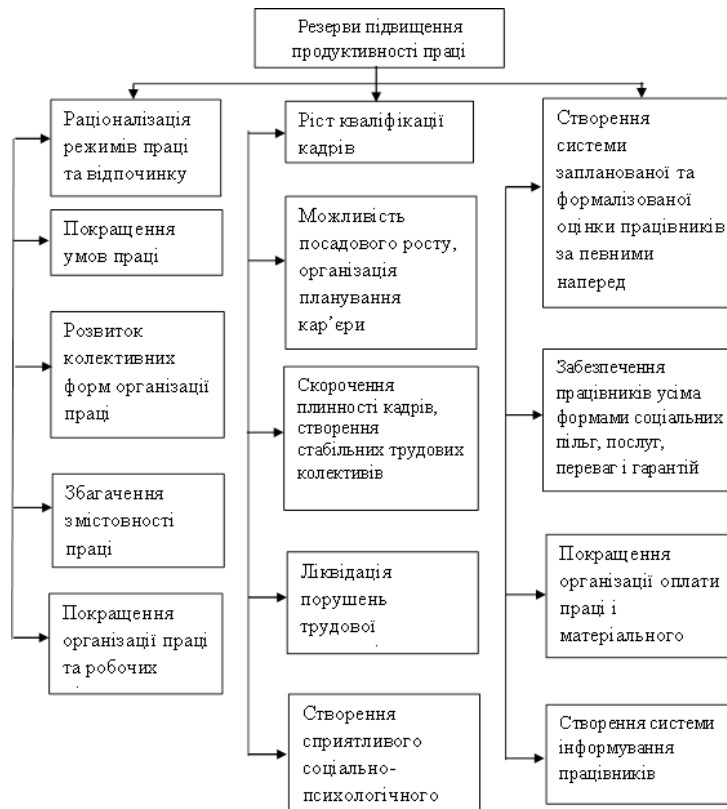 Резерви підвищення
продуктивності праці
Раціоналізація
режимів праці
та відпочинку
Покращення
умов праці
Розвиток
колективних
форм організації
праці
Збагачення
змістовності
праці
Покращення
організації праці
та робочих
Ріст кваліфікації
кадрів
Можливість
посадового росту,
організація
планування
кар’єри
Скорочення
плинності кадрів,
створення
стабільних трудових
колективів
Ліквідація
порушень
трудової
Створення
сприятливого
соціально-
психологічного
Створення
системи
запланованої та
формалізованої
оцінки працівників
за певними
наперед
Забезпечення
працівників усіма
формами соціальних
пільг, послуг,
переваг і гарантій
Покращення
організації оплати
праці і
матеріального
Створення системи
інформування
працівників